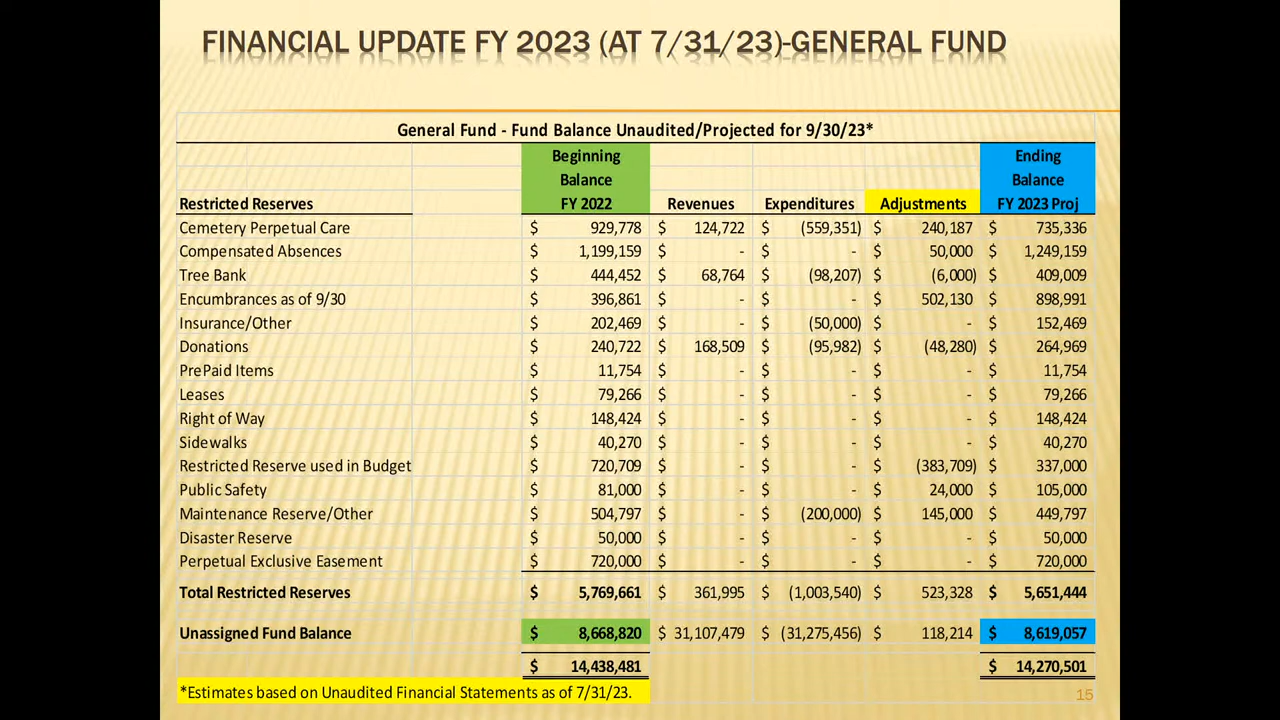 FINANCIAL UPDATE FY 2023 (AT 7/31/23)-GENERAL FUND
General Fund - Fund Balance Unaudited/Projected for 9/30/23*
Beginning Ending
Balance Balance
Restricted Reserves FY 2022 Revenues Expenditures Adjustments FY 2023 Proj
Cemetery Perpetual Care $ 929,778 $ 124,722 $ (559,351) $ 240,187 $ 735,336
Compensated Absences $ 1,199,159 $ - $ - $ 50,000 $ 1,249,159
Tree Bank $ 444,452 $ 68,764 $ (98,207) $ (6,000) $ 409,009
Encumbrances as of 9/30 $ 396,861 $ - $ - $ 502,130 $ 898,991
Insurance/Other $ 202,469 $ - $ (50,000) $ - $ 152,469
Donations $ 240,722 $ 168,509 $ (95,982) $ (48,280) $ 264,969
PrePaid Items $ 11,754 $ - $ - $ - $ 11,754
Leases $ 79,266 $ - $ - $ - $ 79,266
Right of Way $ 148,424 $ - $ - $ - $ 148,424
Sidewalks $ 40,270 $ - $ - $ - $ 40,270
Restricted Reserve used in Budget $ 720,709 $ - $ - $ (383,709) $ 337,000
Public Safety $ 81,000 $ - $ - $ 24,000 $ 105,000
Maintenance Reserve/Other $ 504,797 $ - $ (200,000) $ 145,000 $ 449,797
Disaster Reserve $ 50,000 $ - $ - $ - $ 50,000
Perpetual Exclusive Easement $ 720,000 $ - $ - $ - $ 720,000
Total Restricted Reserves $ 5,769,661 $ 361,995 $ (1,003,540) $ 523,328 $ 5,651,444
Unassigned Fund Balance $ 8,668,820 $ 31,107,479 $ (31,275,456) $ 118,214 $ 8,619,057
$ 14,438,481 $ 14,270,501
*Estimates based on Unaudited Financial Statements as of 7/31/23.
15